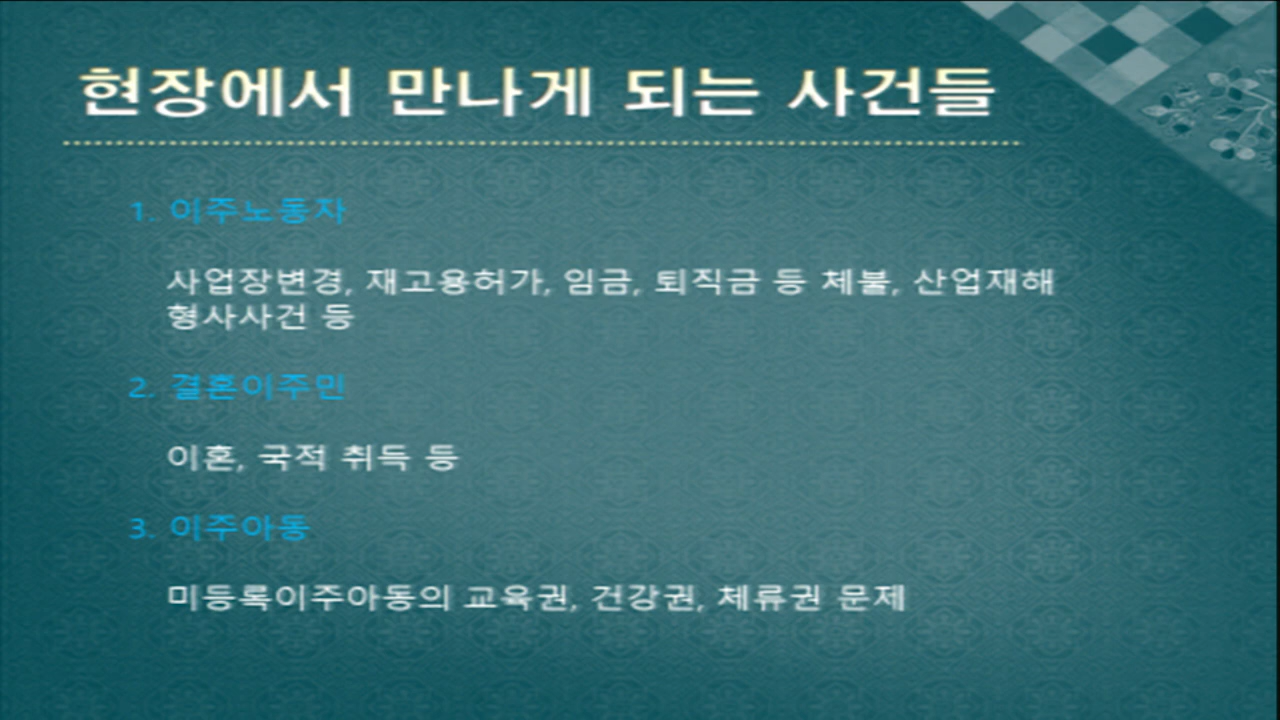 현장에서 만나게 되는 사건들
1. 이주노동자
사업장변경, 재고용허가, 임금, 퇴직금 등 체불, 산업재해
형사사건 등
2. 결혼이주민
이혼, 국적 취득 등
3. 이주아동
미등록이주아동의 교육권, 건강권, 체류권 문제